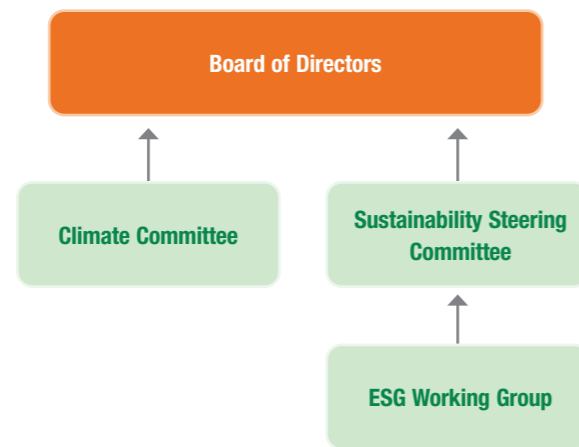 Board of Directors
Climate Committee
Sustainability Steering
Committee
ESG Working Group